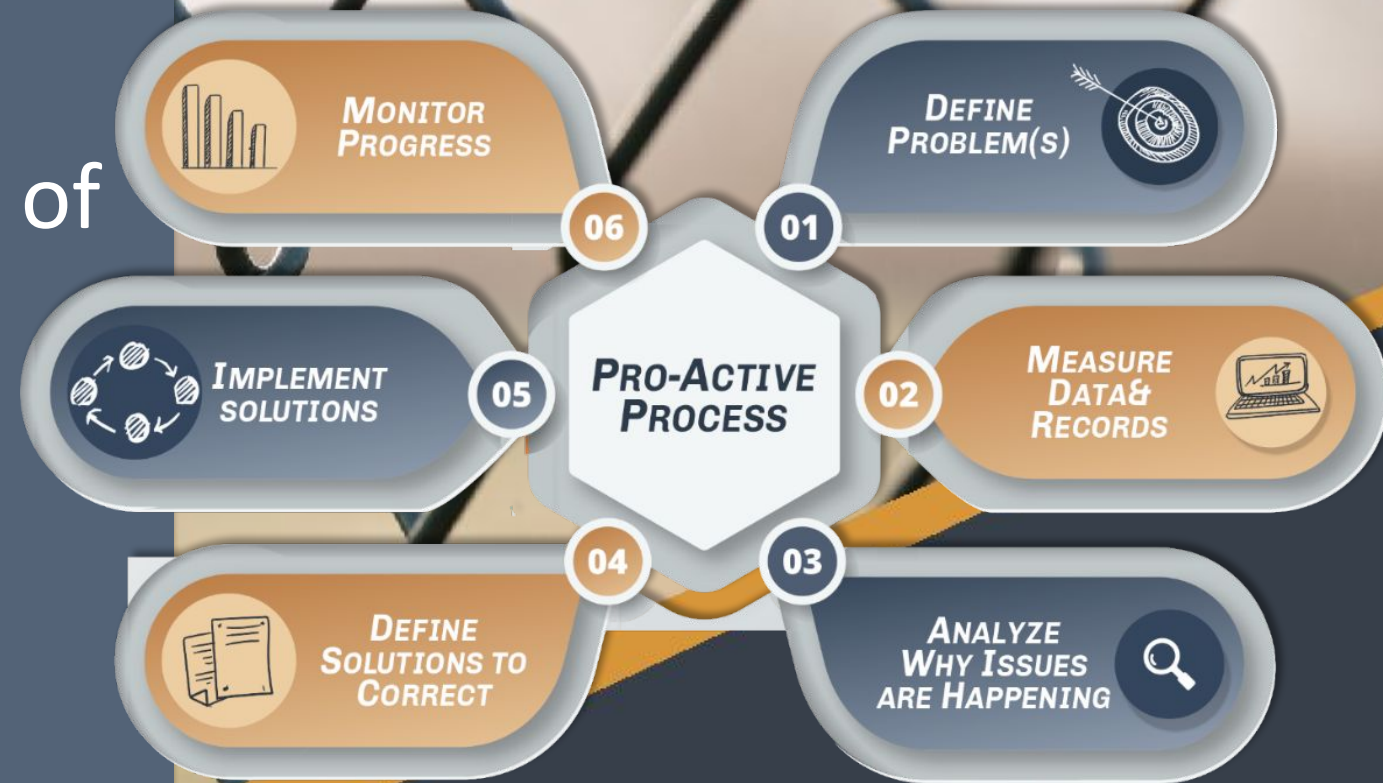 of
PRO-ACTIVE
PROCESS
01
DEFINE
PROBLEM(S)
02
MEASURE
DATA&
RECORDS
03
ANALYZE
WHY ISSUES
ARE HAPPENING
04
DEFINE
SOLUTIONS TO
CORRECT
05
IMPLEMENT
SOLUTIONS
06
MONITOR
PROGRESS